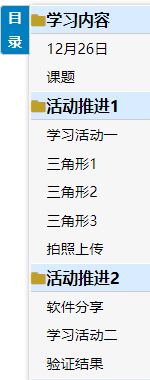 目录
学习内容
12月26日
课题
活动推进1
学习活动一
三角形1
三角形2
三角形3
拍照上传
活动推进2
软件分享
学习活动二
验证结果